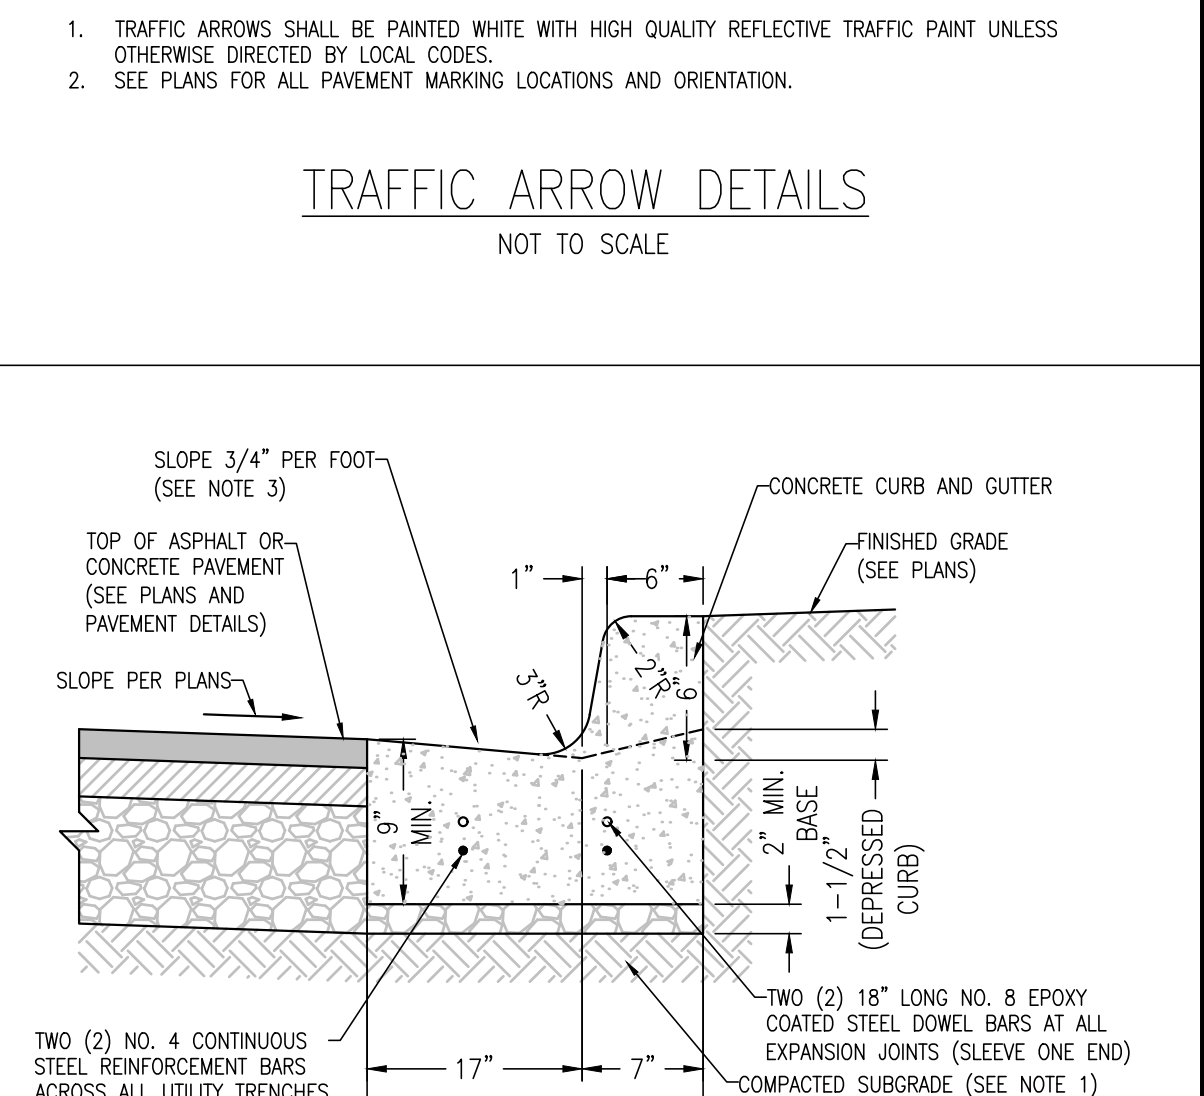 1. TRAFFIC ARROWS SHALL BE PAINTED WHITE WITH HIGH QUALITY REFLECTIVE TRAFFIC PAINT UNLESS
OTHERWISE DIRECTED BY LOCAL CODES.
2. SEE PLANS FOR ALL PAVEMENT MARKING LOCATIONS AND ORIENTATION.
TRAFFIC ARROW DETAILS
NOT TO SCALE
SLOPE 3/4" PER FOOT
(SEE NOTE 3)
CONCRETE CURB AND GUTTER
TOP OF ASPHALT OR
CONCRETE PAVEMENT
(SEE PLANS AND
PAVEMENT DETAILS)
FINISHED GRADE
(SEE PLANS)
1"
6"
SLOPE PER PLANS
3"R
2"R
6"
9"
MIN.
2" MIN.
BASE
1-1/2"
(DEPRESSED
CURB)
TWO (2) 18" LONG NO. 8 EPOXY
COATED STEEL DOWEL BARS AT ALL
EXPANSION JOINTS (SLEEVE ONE END)
TWO (2) NO. 4 CONTINUOUS
STEEL REINFORCEMENT BARS
ACROSS ALL UTILITY TRENCHES
17"
7"
COMPACTED SUBGRADE (SEE NOTE 1)